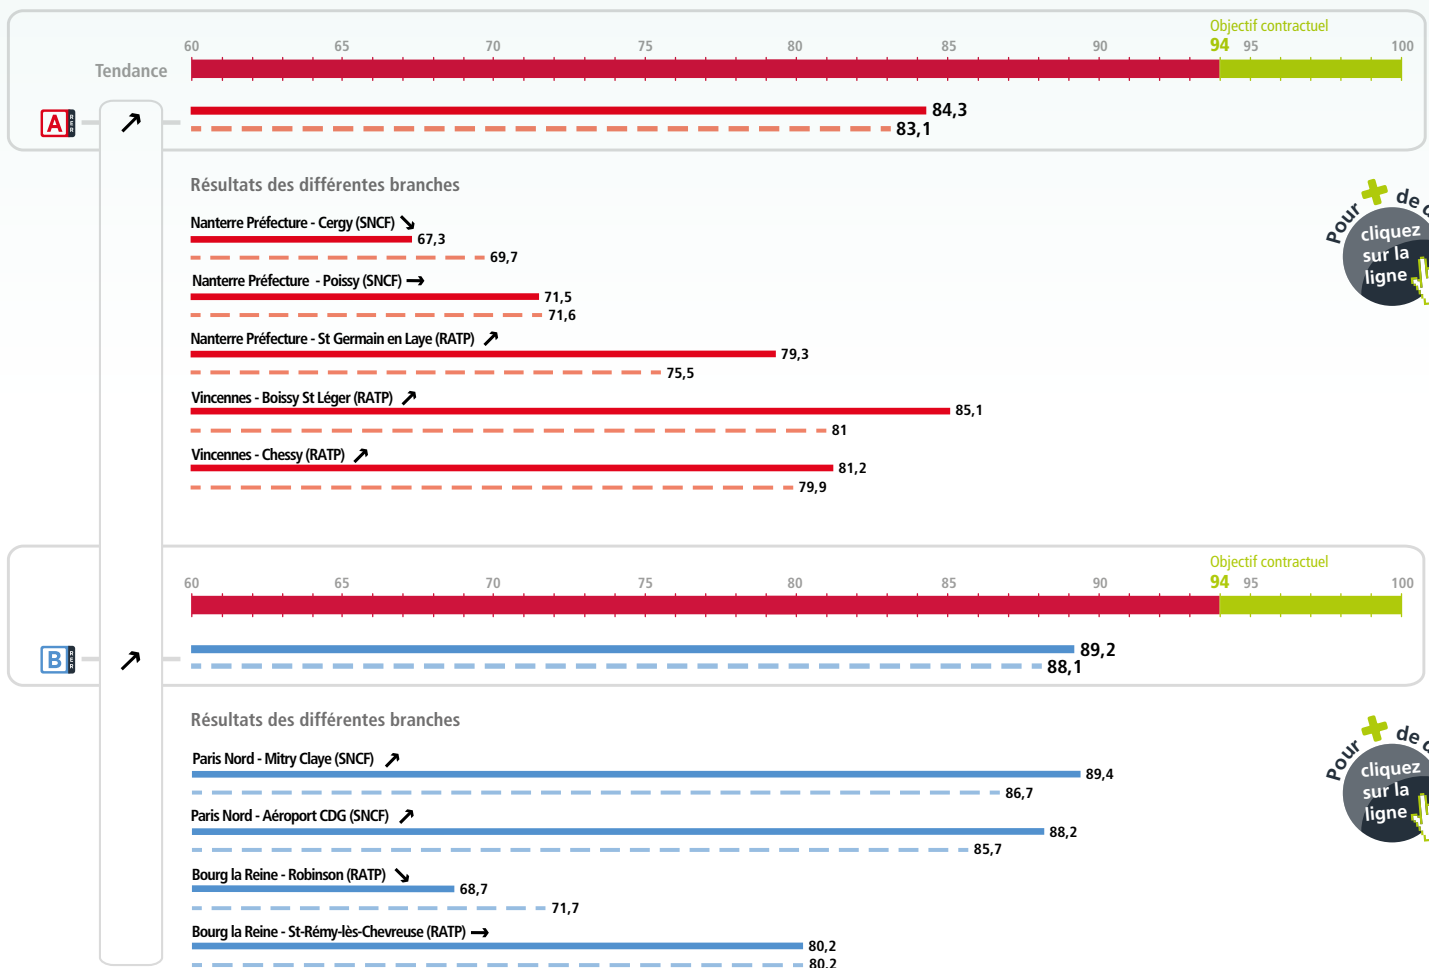 Objectif contractuel
60 65 70 75 80 85 90 94 95 100
Tendance
A RER
84,3
83,1
Résultats des différentes branches
Nanterre Préfecture - Cergy (SNCF)
67,3
69,7
Nanterre Préfecture - Poissy (SNCF)
71,5
71,6
Nanterre Préfecture - St Germain en Laye (RATP)
79,3
75,5
Vincennes - Boissy St Léger (RATP)
85,1
81
Vincennes - Chessy (RATP)
81,2
79,9
Pour + de
cliquez
sur la
ligne
Objectif contractuel
60 65 70 75 80 85 90 94 95 100
B RER
89,2
88,1
Résultats des différentes branches
Paris Nord - Mitry Claye (SNCF)
89,4
86,7
Paris Nord - Aéroport CDG (SNCF)
88,2
85,7
Bourg la Reine - Robinson (RATP)
68,7
71,7
Bourg la Reine - St-Rémy-lès-Chevreuse (RATP)
80,2
80,2
Pour + de
cliquez
sur la
ligne